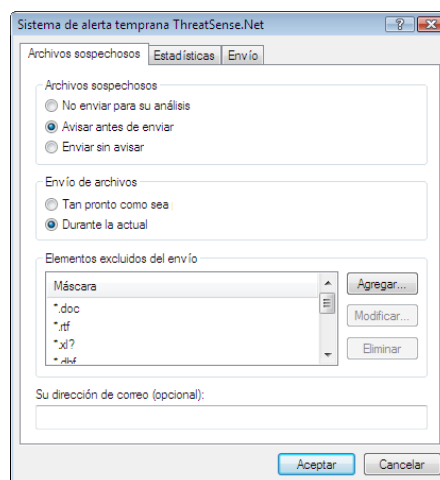 Sistema de alerta temprana ThreatSense.Net
Archivos sospechosos
Estadísticas
Envío
Archivos sospechosos
No enviar para su análisis
Avisar antes de enviar
Enviar sin avisar
Envío de archivos
Tan pronto como sea
Durante la actual
Elementos excluidos del envío
Máscara
Agregar...
*.doc
*.rtf
Modificar...
*.xl?
*.dbf
Eliminar
Su dirección de correo (opcional):
Aceptar
Cancelar